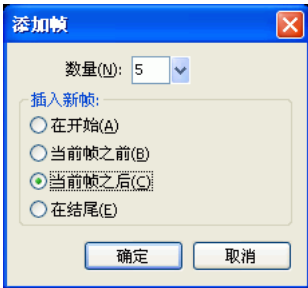 添加帧
数量(N): 5
插入新帧:
在开始(A)
当前帧之前(B)
当前帧之后(C)
在结尾(E)
确定 取消